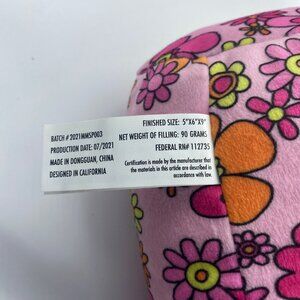 BATCH # 2021MMSP003
PRODUCTION DATE: 07/2021
MADE IN DONGGUAN, CHINA
DESIGNED IN CALIFORNIA
FINISHED SIZE: 5"X6"X9"
NET WEIGHT OF FILLING: 90 GRAMS
FEDERAL RN# 112735
Certification is made by the manufacturer that
the materials in this article are described in
accordance with law.